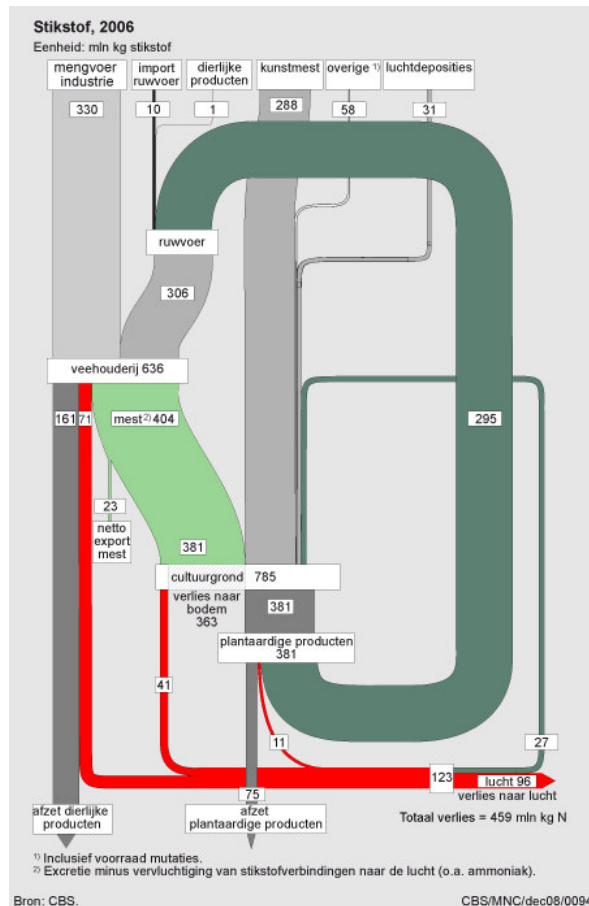 Stikstof, 2006
Eenheid: mln kg stikstof
mengvoer industrie
import ruwvoer
dierlijke producten
kunstmest
overige 1)
luchtdeposities
330
10
1
288
58
31
ruwvoer
306
veehouderij 636
161
71
mest2) 404
295
23
netto export mest
381
cultuurgrond 785
verlies naar bodem 363
381
plantaardige producten 381
41
11
27
123
lucht 96
verlies naar lucht
75
afzet dierlijke producten
afzet plantaardige producten
Totaal verlies = 459 mln kg N
1) Inclusief voorraad mutaties.
2) Excretie minus vervluchtiging van stikstofverbindingen naar de lucht (o.a. ammoniak).
Bron: CBS.
CBS/MNC/dec08/0094